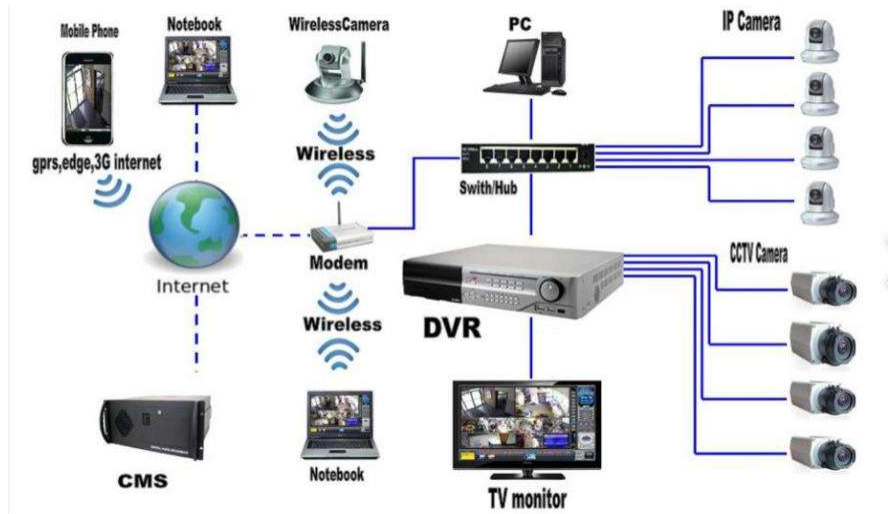 Mobile Phone
Notebook
WirelessCamera
PC
IP Camera
gprs,edge,3G internet
Wireless
Swith/Hub
Internet
Modem
CCTV Camera
DVR
Wireless
CMS
Notebook
TV monitor